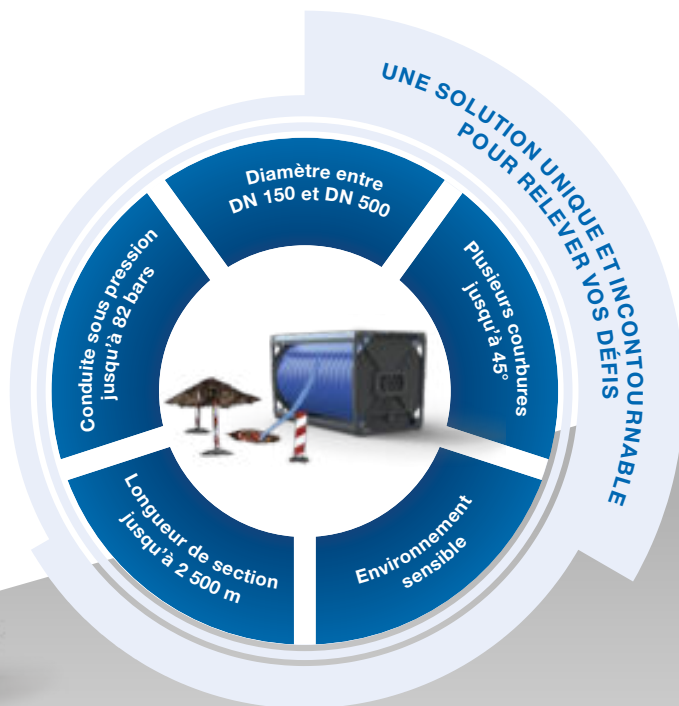 UNE SOLUTION UNIQUE ET INCONTOURNABLE
POUR RELEVER VOS DÉFIS
Diamètre entre
DN 150 et DN 500
Plusieurs courbures
jusqu'à 45°
Environnement
sensible
Longueur de section
jusqu'à 2 500 m
Conduite sous pression
jusqu'à 82 bars